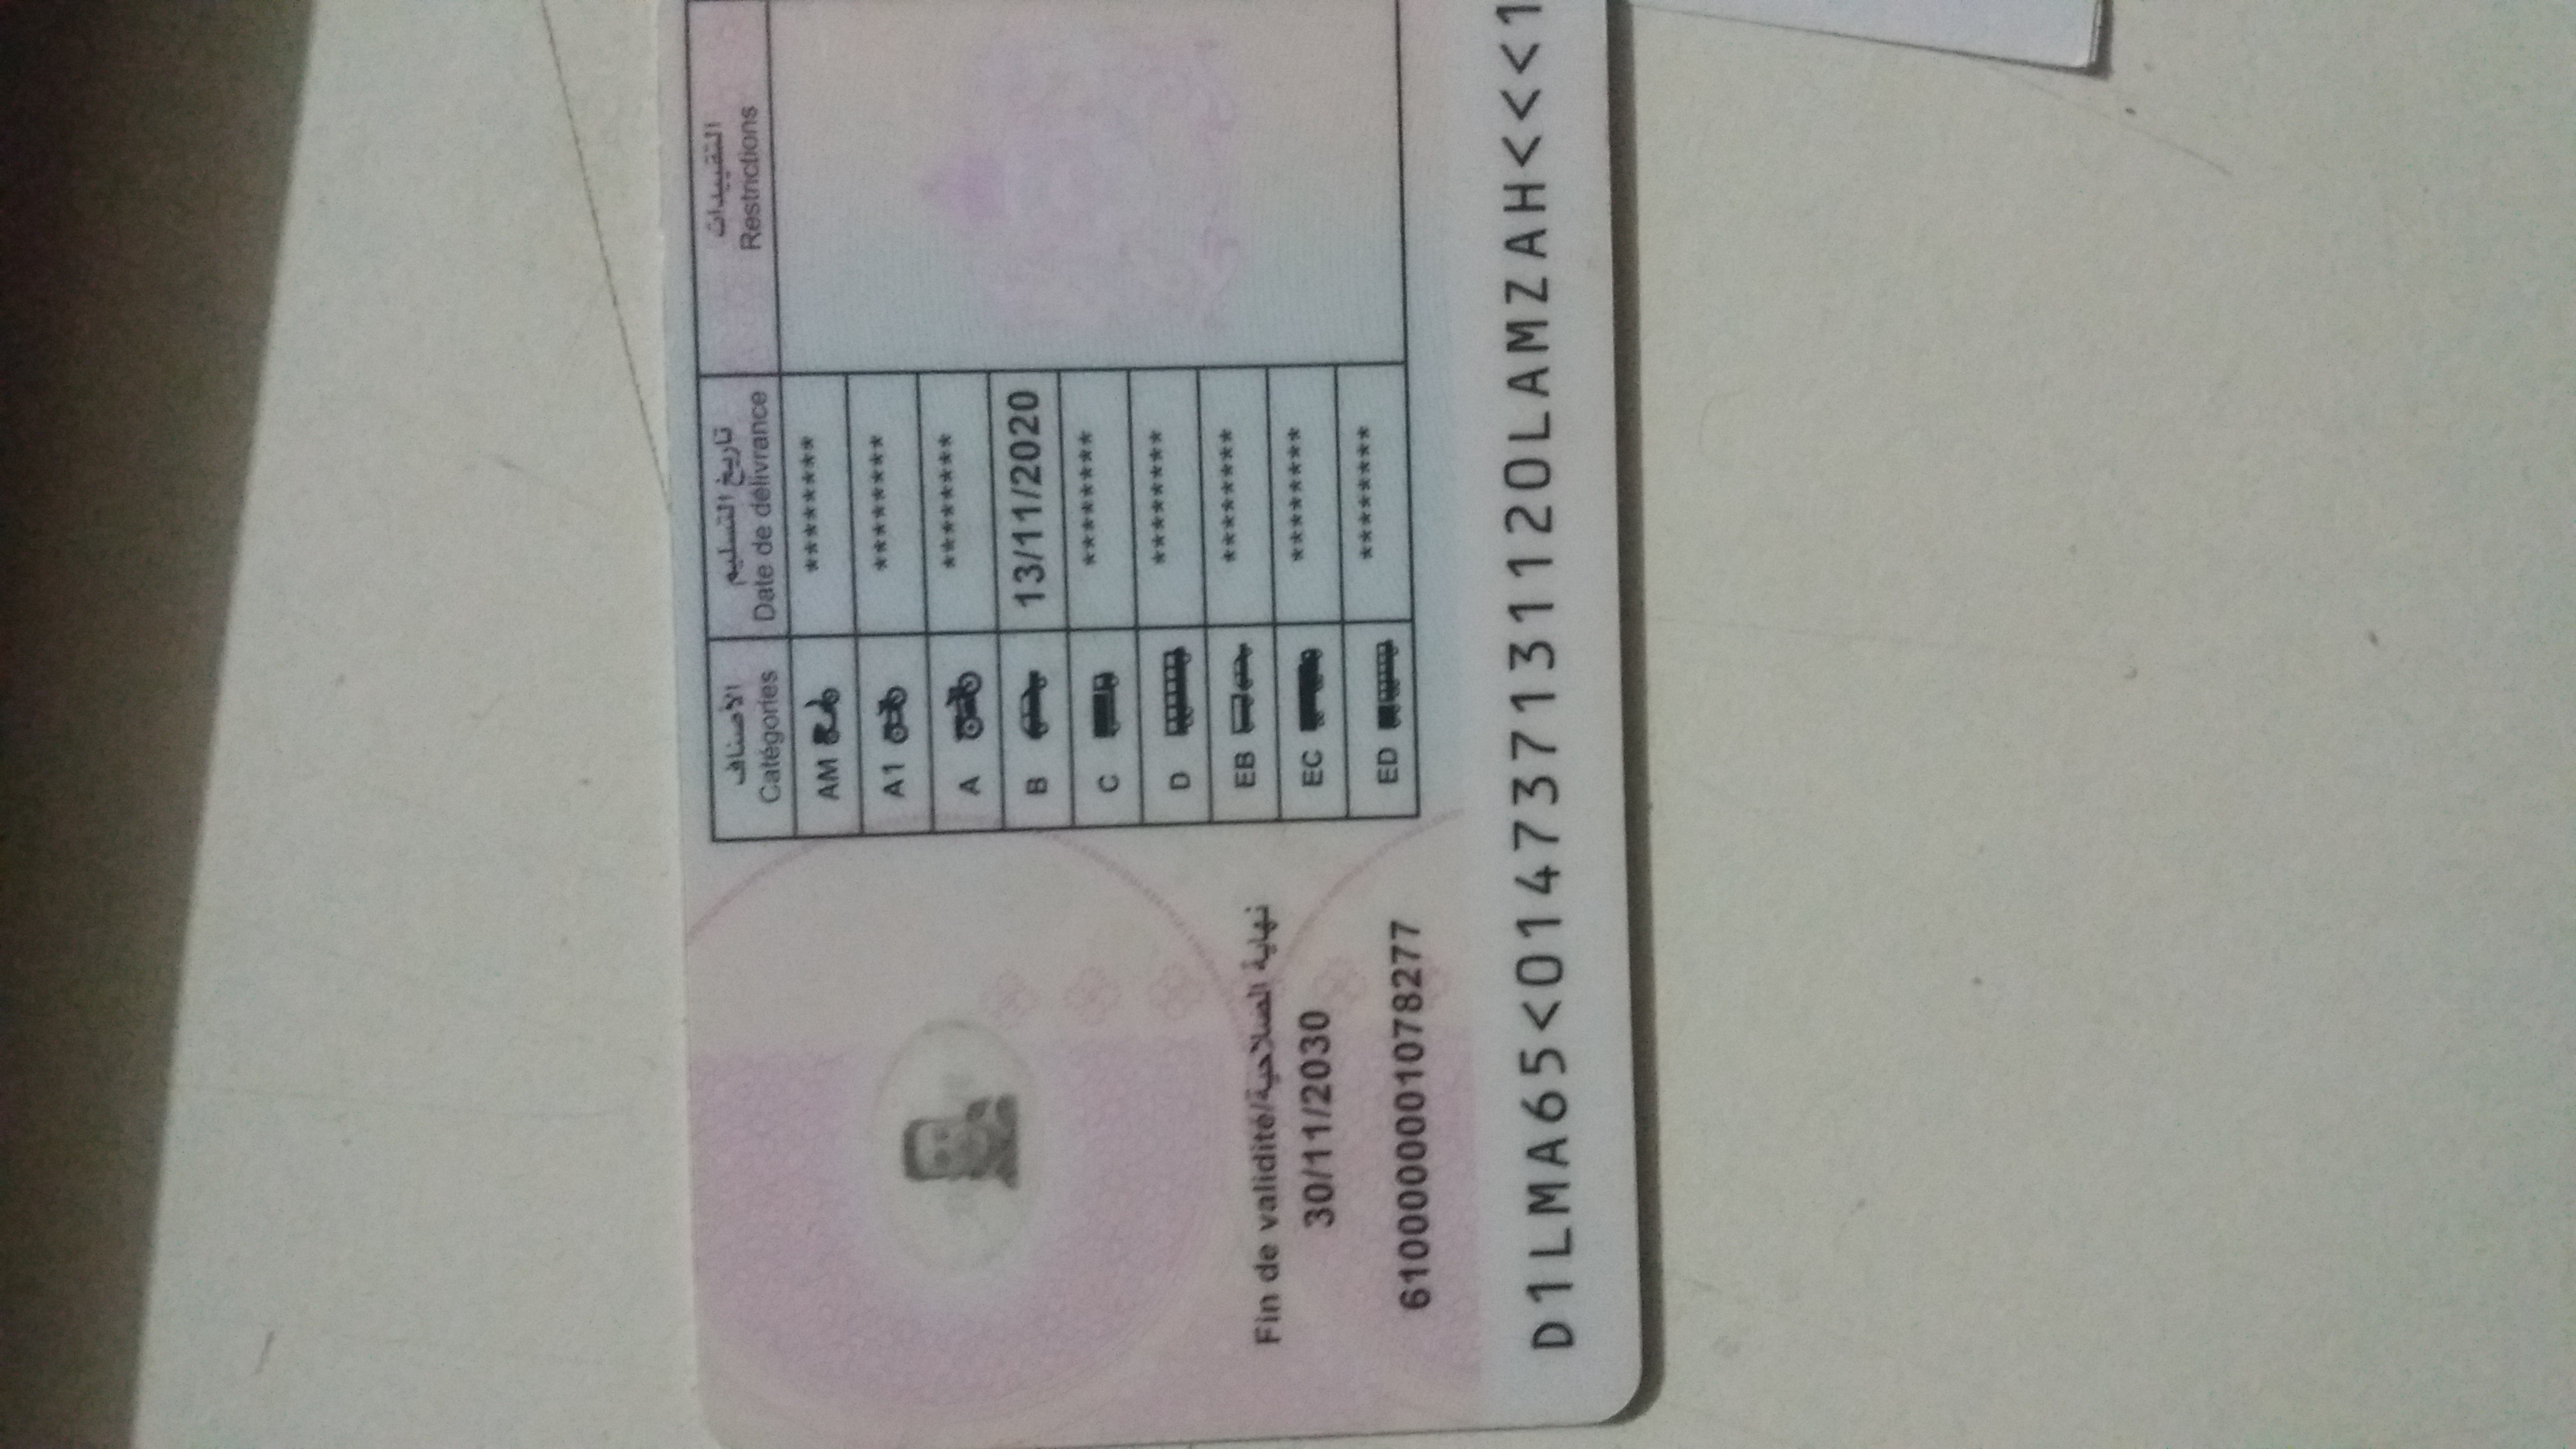 الأصناف
Catégories
تاريخ التسليم
Date de délivrance
التقييدات
Restrictions
AM ********
A1 ********
A ********
B 13/11/2020
C ********
D ********
EB ********
EC ********
ED ********
Fin de validité/نهاية الصلاحية
30/11/2030
6100000001078277
D1LMA65<014737131120LAMZAH<<<1